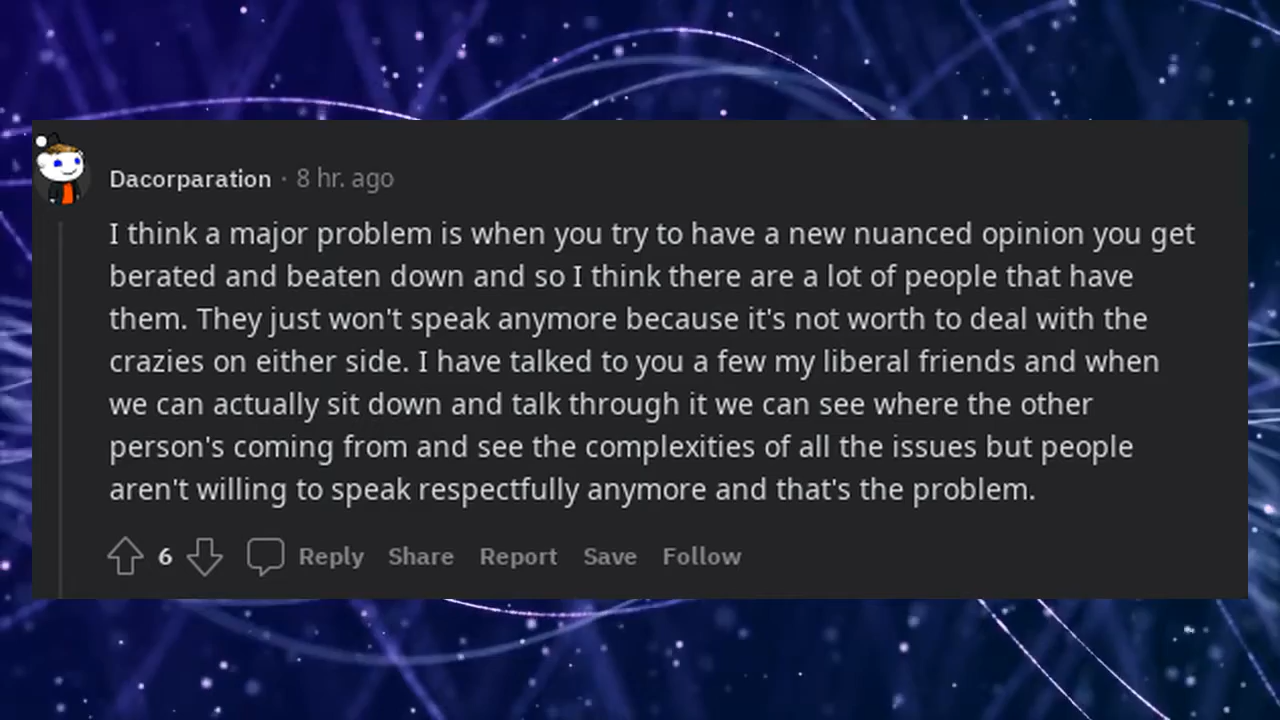 Dacorparation · 8 hr. ago
I think a major problem is when you try to have a new nuanced opinion you get
berated and beaten down and so I think there are a lot of people that have
them. They just won't speak anymore because it's not worth to deal with the
crazies on either side. I have talked to you a few my liberal friends and when
we can actually sit down and talk through it we can see where the other
person's coming from and see the complexities of all the issues but people
aren't willing to speak respectfully anymore and that's the problem.
6 Reply Share Report Save Follow